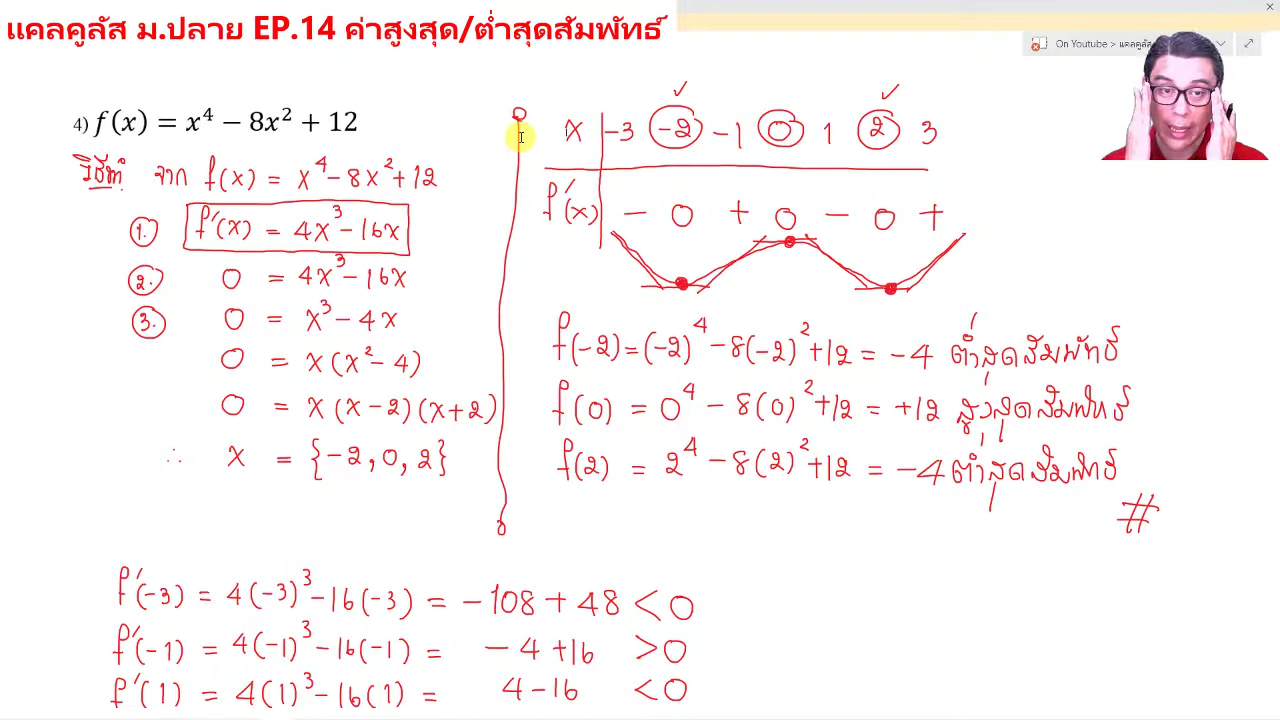 แคลคูลัส ม.ปลาย EP.14 ค่าสูงสุด/ต่ำสุดสัมพัทธ์
On Youtube > แคลคูลัส
4) f(x) = x⁴ − 8x² + 12
วิธีทำ จาก f(x) = x⁴ − 8x² + 12
1. f'(x) = 4x³ − 16x
2. 0 = 4x³ − 16x
3. 0 = x³ − 4x
0 = x(x² − 4)
0 = x(x − 2)(x + 2)
∴ x = {−2, 0, 2}
x −3 −2 −1 0 1 2 3
f'(x) − 0 + 0 − 0 +
f(−2) = (−2)⁴ − 8(−2)² + 12 = −4 ต่ำสุดสัมพัทธ์
f(0) = 0⁴ − 8(0)² + 12 = +12 สูงสุดสัมพัทธ์
f(2) = 2⁴ − 8(2)² + 12 = −4 ต่ำสุดสัมพัทธ์
#
f'(−3) = 4(−3)³ − 16(−3) = −108 + 48 < 0
f'(−1) = 4(−1)³ − 16(−1) = −4 + 16 > 0
f'(1) = 4(1)³ − 16(1) = 4 − 16 < 0